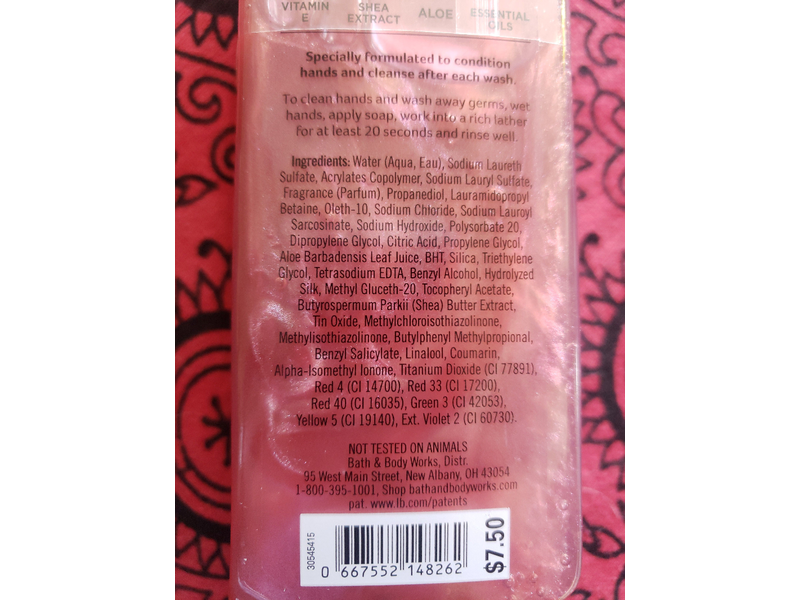 VITAMIN E
SHEA EXTRACT
ALOE
ESSENTIAL OILS
Specially formulated to condition
hands and cleanse after each wash.
To clean hands and wash away germs, wet
hands, apply soap, work into a rich lather
for at least 20 seconds and rinse well.
Ingredients: Water (Aqua, Eau), Sodium Laureth
Sulfate, Acrylates Copolymer, Sodium Lauryl Sulfate,
Fragrance (Parfum), Propanediol, Lauramidopropyl
Betaine, Oleth-10, Sodium Chloride, Sodium Lauroyl
Sarcosinate, Sodium Hydroxide, Polysorbate 20,
Dipropylene Glycol, Citric Acid, Propylene Glycol,
Aloe Barbadensis Leaf Juice, BHT, Silica, Triethylene
Glycol, Tetrasodium EDTA, Benzyl Alcohol, Hydrolyzed
Silk, Methyl Gluceth-20, Tocopheryl Acetate,
Butyrospermum Parkii (Shea) Butter Extract,
Tin Oxide, Methylchloroisothiazolinone,
Methylisothiazolinone, Butylphenyl Methylpropional,
Benzyl Salicylate, Linalool, Coumarin,
Alpha-Isomethyl Ionone, Titanium Dioxide (CI 77891),
Red 4 (CI 14700), Red 33 (CI 17200),
Red 40 (CI 16035), Green 3 (CI 42053),
Yellow 5 (CI 19140), Ext. Violet 2 (CI 60730).
NOT TESTED ON ANIMALS
Bath & Body Works, Distr.
95 West Main Street, New Albany, OH 43054
1-800-395-1001, Shop bathandbodyworks.com
pat. www.lb.com/patents
30545415
0 667552 148262
$7.50